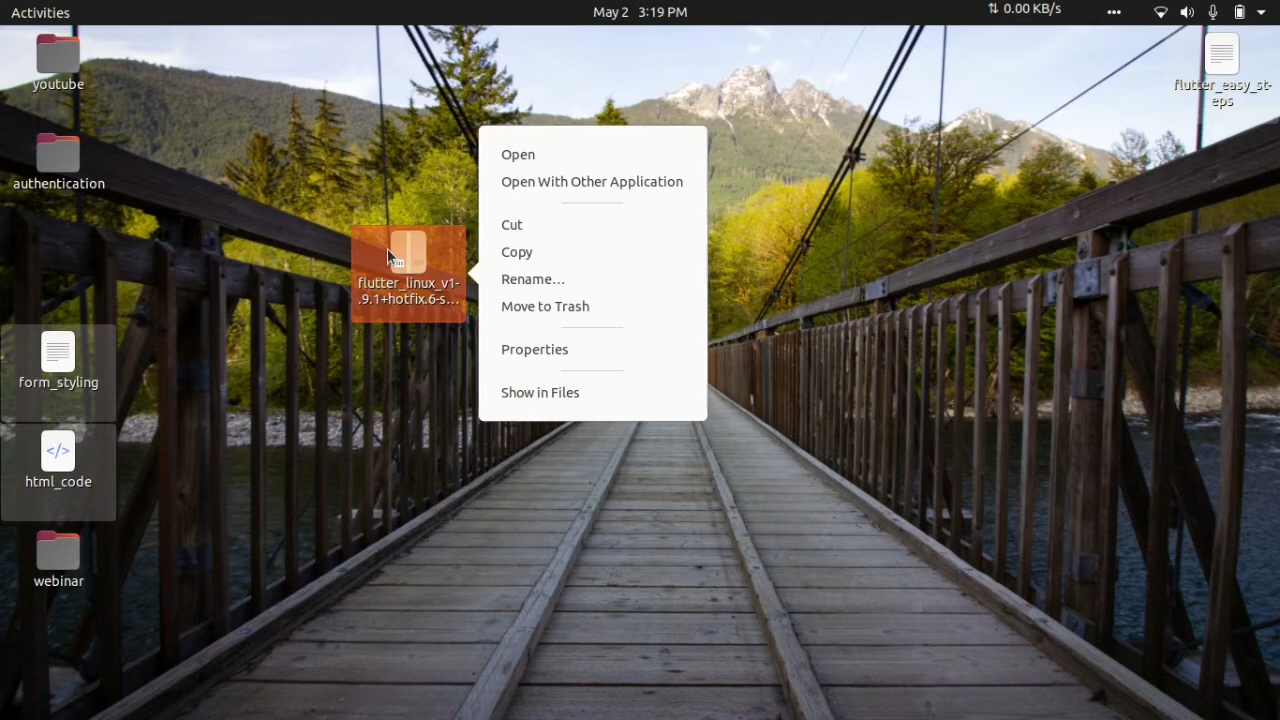 Activities
May 2 3:19 PM
0.00 KB/s
youtube
authentication
form_styling
</>
html_code
webinar
flutter_linux_v1-
.9.1+hotfix.6-s...
Open
Open With Other Application
Cut
Copy
Rename...
Move to Trash
Properties
Show in Files
flutter_easy_st-
eps